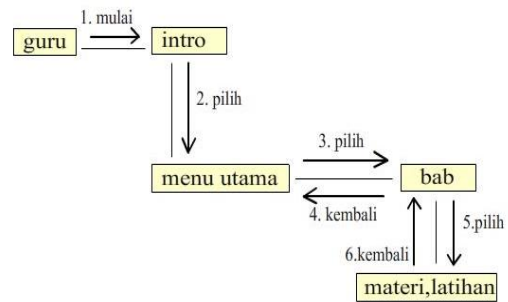 1. mulai
guru
intro
2. pilih
3. pilih
menu utama
bab
4. kembali
5.pilih
6.kembali
materi,latihan